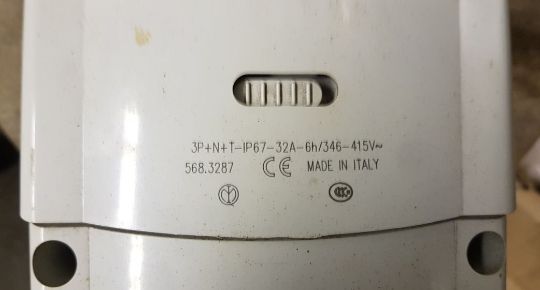 3P+N+T-IP67-32A-6h/346-415V~
568.3287 CE MADE IN ITALY